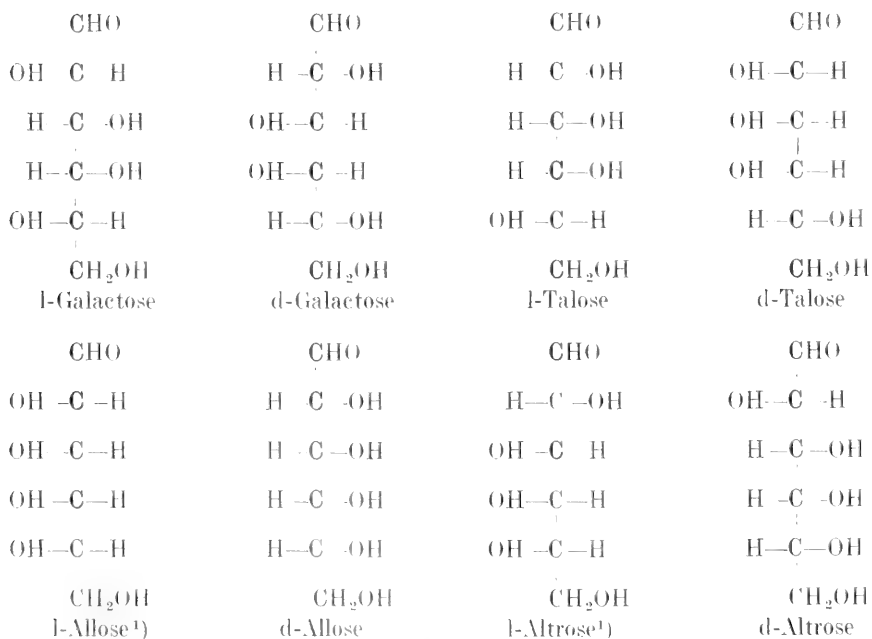 CHO CHO CHO CHO
OH C H H -C -OH H C OH OH-C-H
H -C -OH OH-C -H H-C-OH OH -C -H
H-C-OH OH-C-H H C-OH OH C-H
OH-C-H H-C-OH OH-C-H H-C-OH
CH₂OH CH₂OH CH₂OH CH₂OH
l-Galactose d-Galactose l-Talose d-Talose
CHO CHO CHO CHO
OH -C -H H C -OH H-C -OH OH-C -H
OH -C-H H C-OH OH -C H H-C-OH
OH -C-H H-C -OH OH-C-H H -C -OH
OH-C-H H-C -OH OH -C-H H-C-OH
CH₂OH CH₂OH CH₂OH CH₂OH
l-Allose¹) d-Allose l-Altrose¹) d-Altrose